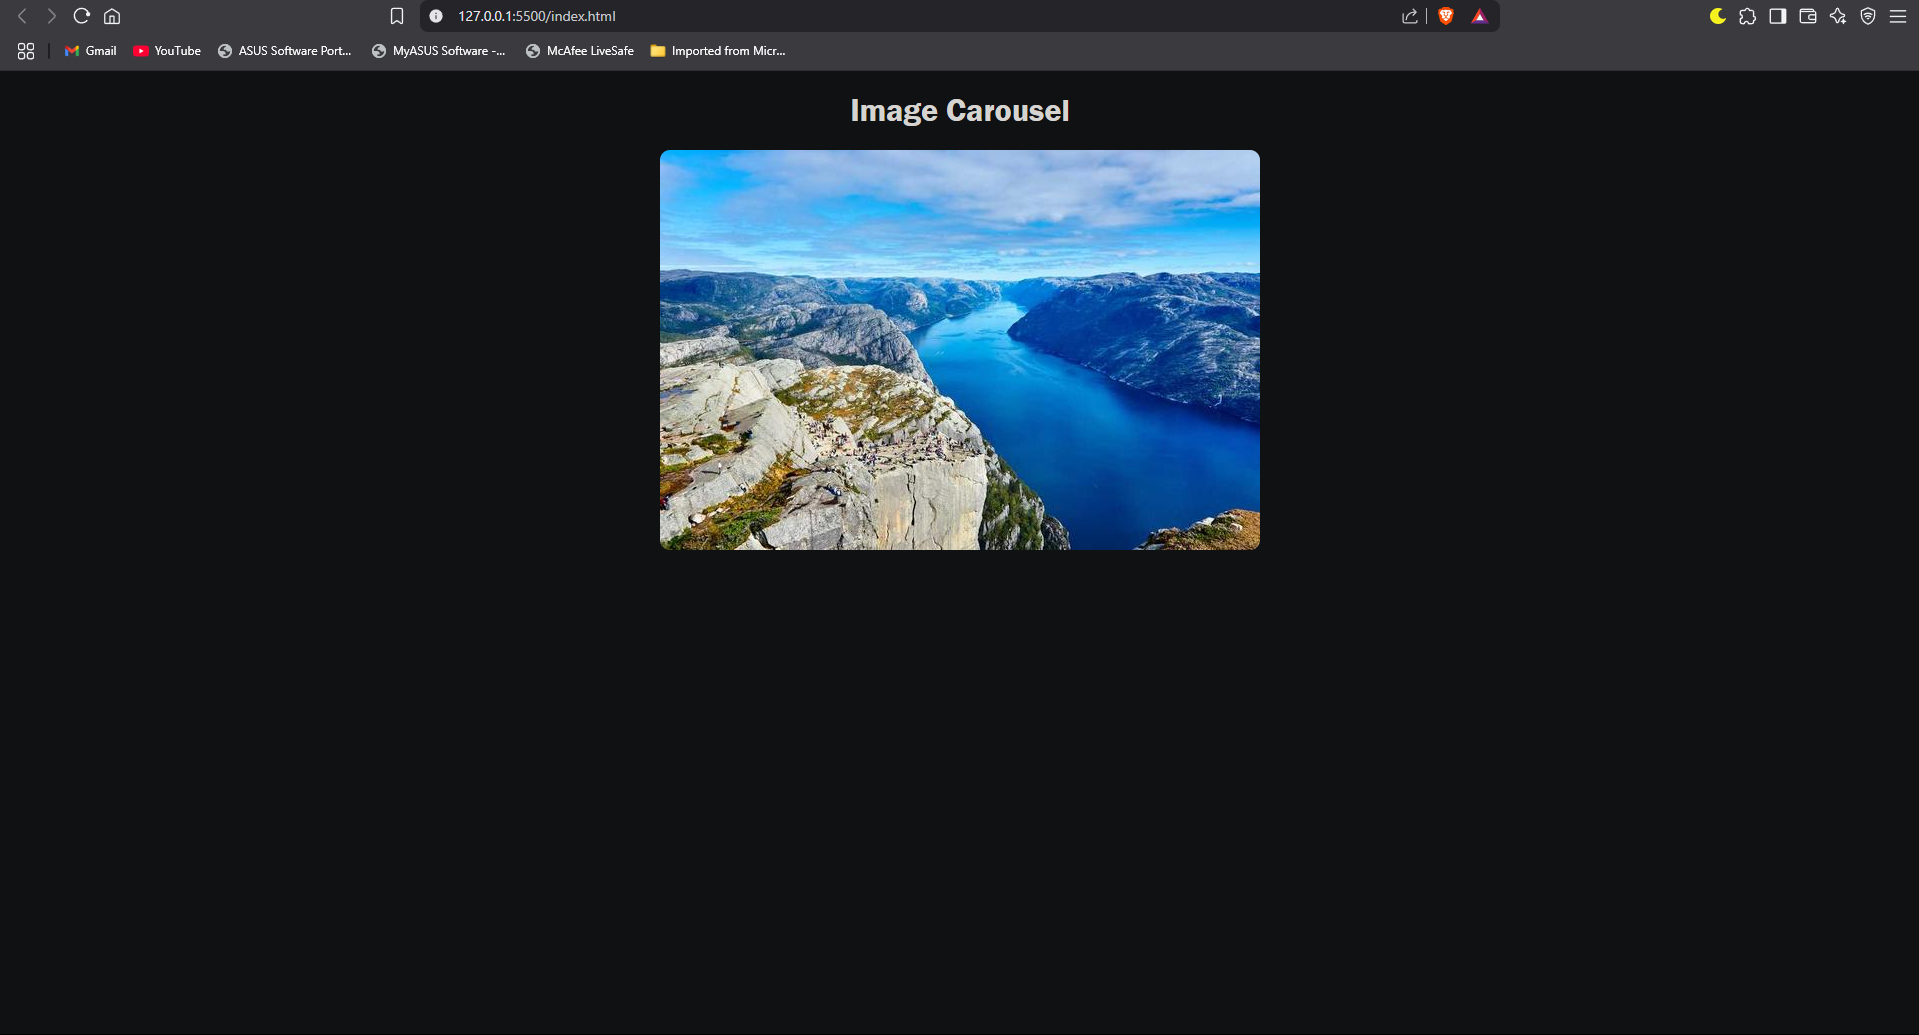 127.0.0.1:5500/index.html
Gmail YouTube ASUS Software Port... MyASUS Software -... McAfee LiveSafe Imported from Micr...
Image Carousel